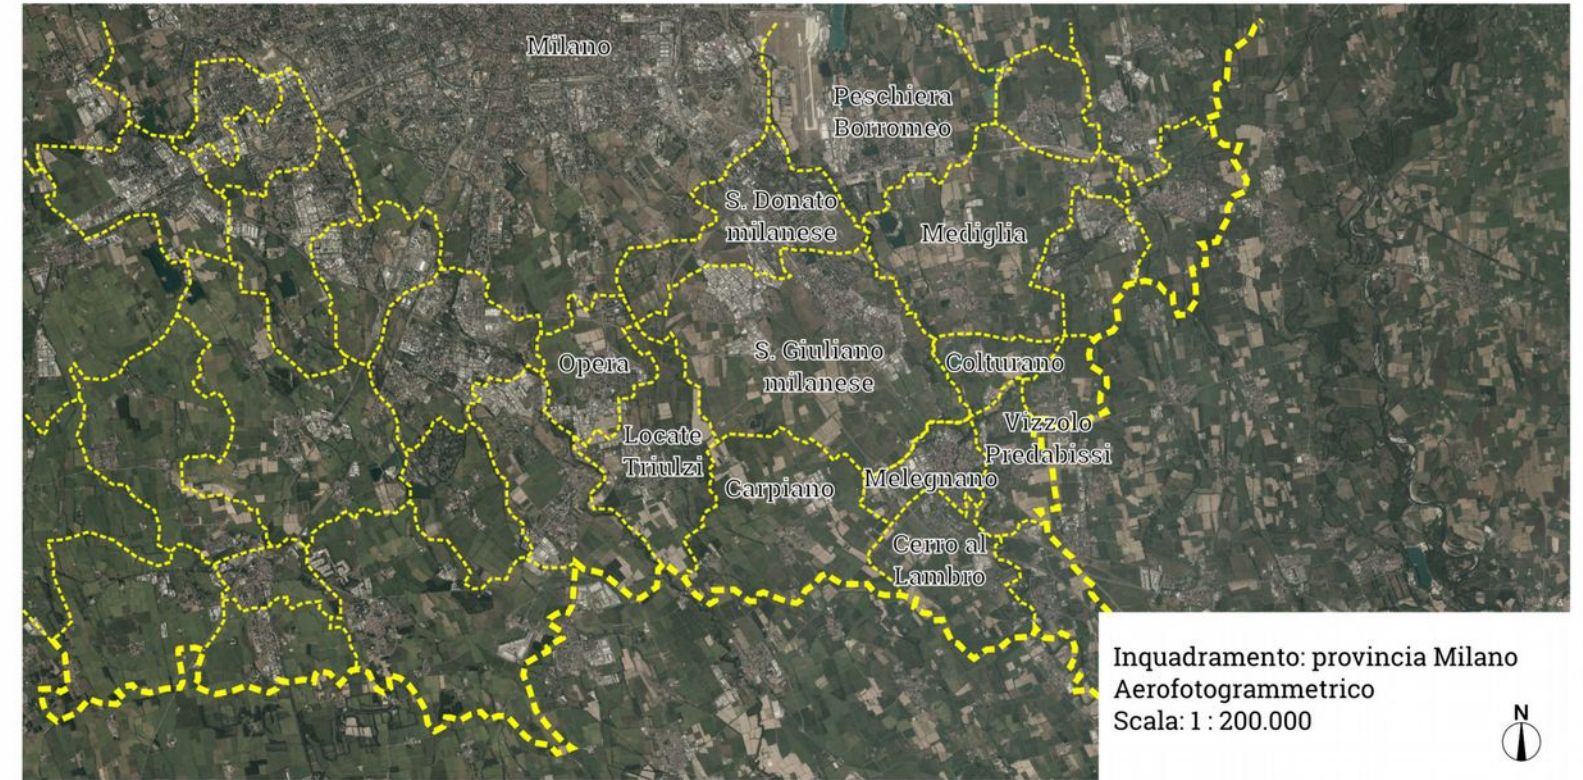 Milano
Peschiera
Borromeo
S. Donato
milanese
Mediglia
Opera
S. Giuliano
milanese
Colturano
Locate
Triulzi
Vizzolo
Predabissi
Carpiano
Melegnano
Cerro al
Lambro
Inquadramento: provincia Milano
Aerofotogrammetrico
Scala: 1 : 200.000
N